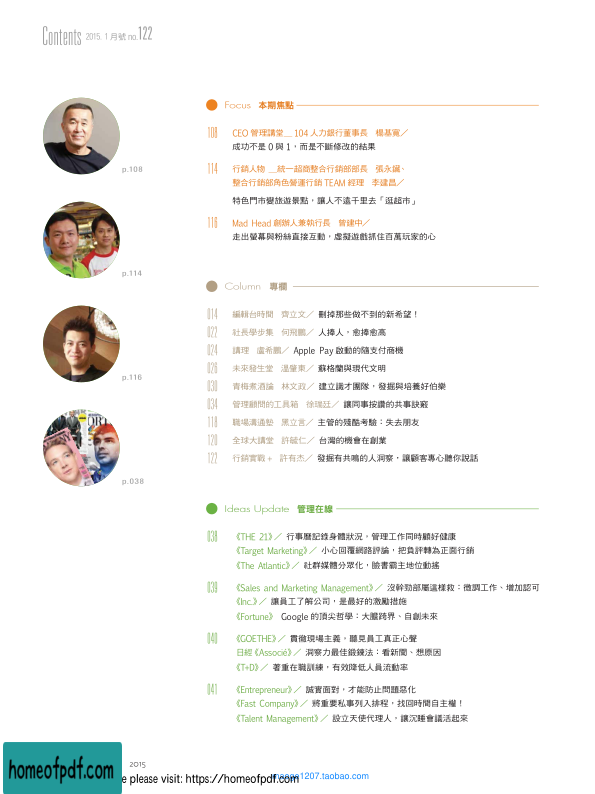 Contents 2015. 1 月號 no.122
Focus 本期焦點
108 CEO 管理講堂__ 104 人力銀行董事長 楊基寬／
成功不是 0 與 1，而是不斷修改的結果
p.108
114 行銷人物 __統一超商整合行銷部部長 張永錩、
整合行銷部角色營運行銷 TEAM 經理 李建昌／
特色門市變旅遊景點，讓人不遠千里去「逛超市」
116 Mad Head 創辦人兼執行長 曾建中／
走出螢幕與粉絲直接互動，虛擬遊戲抓住百萬玩家的心
p.114
Column 專欄
014 編輯台時間 齊立文／ 刪掉那些做不到的新希望！
022 社長學步集 何飛鵬／ 人捧人，愈捧愈高
024 講理 盧希鵬／ Apple Pay 啟動的隨支付商機
026 未來發生堂 溫肇東／ 蘇格蘭與現代文明
030 青梅煮酒論 林文政／ 建立識才團隊，發掘與培養好伯樂
p.116
034 管理顧問的工具箱 徐瑞廷／ 讓同事按讚的共事訣竅
118 職場溝通塾 黑立言／ 主管的殘酷考驗：失去朋友
120 全球大講堂 許毓仁／ 台灣的機會在創業
122 行銷實戰 + 許有杰／ 發掘有共鳴的人洞察，讓顧客專心聽你說話
p.038
Ideas Update 管理在線
038 《THE 21》／ 行事曆記錄身體狀況，管理工作同時顧好健康
《Target Marketing》／ 小心回覆網路評論，把負評轉為正面行銷
《The Atlantic》／ 社群媒體分眾化，臉書霸主地位動搖
039 《Sales and Marketing Management》／ 沒幹勁部屬這樣救：微調工作、增加認可
《Inc.》／ 讓員工了解公司，是最好的激勵措施
《Fortune》 Google 的頂尖哲學：大膽跨界、自創未來
040 《GOETHE》／ 貫徹現場主義，聽見員工真正心聲
日經《Associé》／ 洞察力最佳鍛鍊法：看新聞、想原因
《T+D》／ 著重在職訓練，有效降低人員流動率
041 《Entrepreneur》／ 誠實面對，才能防止問題惡化
《Fast Company》／ 將重要私事列入排程，找回時間自主權！
《Talent Management》／ 設立天使代理人，讓沉睡會議活起來
2015
homeofpdf.com
e please visit: https://homeofpdf.com
1207.taobao.com